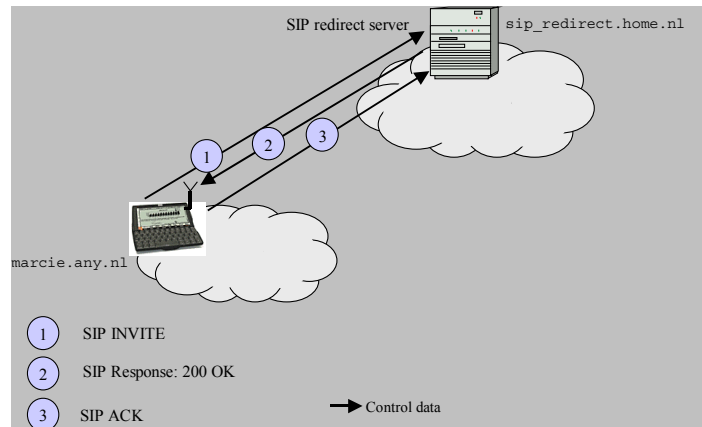 SIP redirect server
sip_redirect.home.nl
1
2
3
marcie.any.nl
1 SIP INVITE
2 SIP Response: 200 OK
3 SIP ACK
Control data